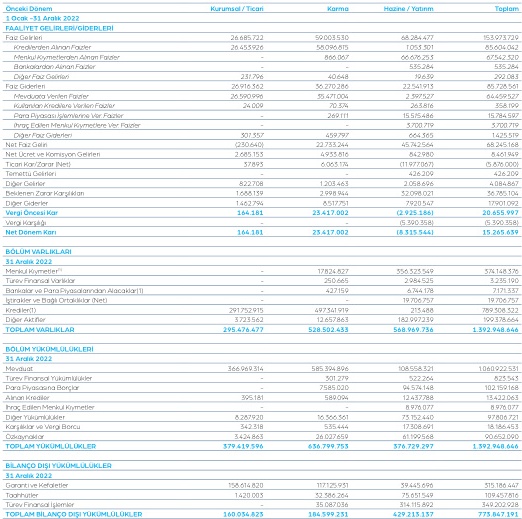 Önceki Dönem Kurumsal / Ticari Karma Hazine / Yatırım Toplam
1 Ocak -31 Aralık 2022
FAALİYET GELİRLERİ/GİDERLERİ
Faiz Gelirleri 26.685.722 59.003.530 68.284.477 153.973.729
Kredilerden Alınan Faizler 26.453.926 58.096.815 1.053.301 85.604.042
Menkul Kıymetlerden Alınan Faizler – 866.067 66.676.253 67.542.320
Bankalardan Alınan Faizler – – 535.284 535.284
Diğer Faiz Gelirleri 231.796 40.648 19.639 292.083
Faiz Giderleri 26.916.362 36.270.286 22.541.913 85.728.561
Mevduata Verilen Faizler 26.590.996 35.471.004 2.397.527 64.459.527
Kullanılan Kredilere Verilen Faizler 24.009 70.374 263.816 358.199
Para Piyasası İşlemlerine Ver. Faizler – 269.111 15.515.486 15.784.597
İhraç Edilen Menkul Kıymetlere Ver. Faizler – – 3.700.719 3.700.719
Diğer Faiz Giderleri 301.357 459.797 664.365 1.425.519
Net Faiz Geliri (230.640) 22.733.244 45.742.564 68.245.168
Net Ücret ve Komisyon Gelirleri 2.685.153 4.933.816 842.980 8.461.949
Ticari Kar/Zarar (Net) 37.893 6.063.174 (11.977.067) (5.876.000)
Temettü Gelirleri – – 426.209 426.209
Diğer Gelirler 822.708 1.203.463 2.058.696 4.084.867
Beklenen Zarar Karşılıkları 1.688.139 2.998.944 32.098.021 36.785.104
Diğer Giderler 1.462.794 8.517.751 7.920.547 17.901.092
Vergi Öncesi Kar 164.181 23.417.002 (2.925.186) 20.655.997
Vergi Karşılığı – – (5.390.358) (5.390.358)
Net Dönem Karı 164.181 23.417.002 (8.315.544) 15.265.639
BÖLÜM VARLIKLARI
31 Aralık 2022
Menkul Kıymetler(1) – 17.824.827 356.323.549 374.148.376
Türev Finansal Varlıklar – 250.665 2.984.525 3.235.190
Bankalar ve Para Piyasalarından Alacaklar(1) – 427.159 6.744.178 7.171.337
İştirakler ve Bağlı Ortaklıklar (Net) – – 19.706.757 19.706.757
Krediler(1) 291.752.915 497.341.919 213.488 789.308.322
Diğer Aktifler 3.723.562 12.657.863 182.997.239 199.378.664
TOPLAM VARLIKLAR 295.476.477 528.502.433 568.969.736 1.392.948.646
BÖLÜM YÜKÜMLÜLÜKLERİ
31 Aralık 2022
Mevduat 366.969.314 585.394.896 108.558.321 1.060.922.531
Türev Finansal Yükümlülükler – 301.279 522.264 823.543
Para Piyasasına Borçlar – 7.585.020 94.574.148 102.159.168
Alınan Krediler 395.181 589.094 12.437.788 13.422.063
İhraç Edilen Menkul Kıymetler – – 8.976.077 8.976.077
Diğer Yükümlülükler 8.287.920 16.366.361 73.152.440 97.806.721
Karşılıklar ve Vergi Borcu 342.318 535.444 17.308.691 18.186.453
Özkaynaklar 3.424.863 26.027.659 61.199.568 90.652.090
TOPLAM YÜKÜMLÜLÜKLER 379.419.596 636.799.753 376.729.297 1.392.948.646
BİLANÇO DIŞI YÜKÜMLÜLÜKLER
31 Aralık 2022
Garanti ve Kefaletler 158.614.820 117.125.931 39.445.696 315.186.447
Taahhütler 1.420.003 32.386.264 75.651.549 109.457.816
Türev Finansal İşlemler – 35.087.036 314.115.892 349.202.928
TOPLAM BİLANÇO DIŞI YÜKÜMLÜLÜKLER 160.034.823 184.599.231 429.213.137 773.847.191